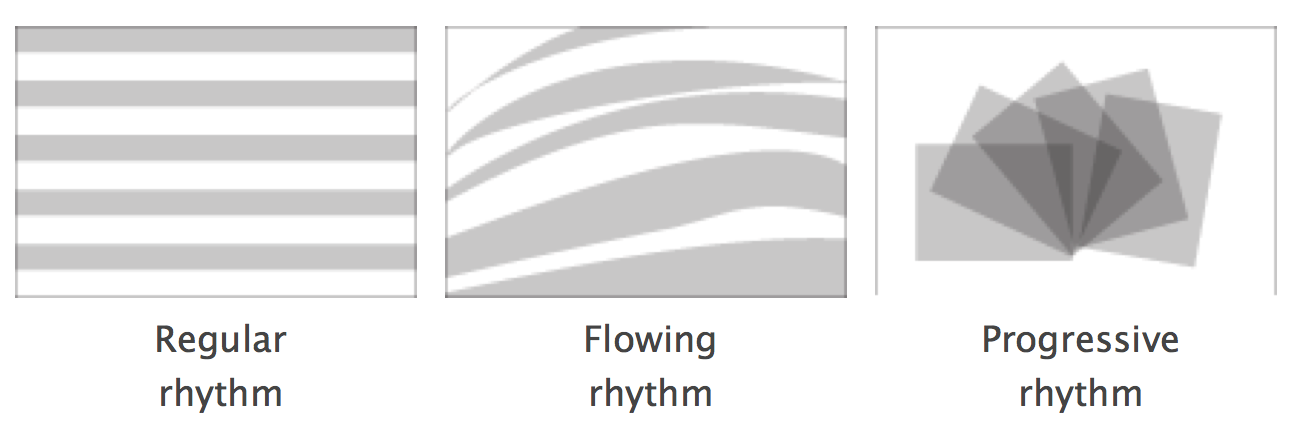 Regular
rhythm
Flowing
rhythm
Progressive
rhythm